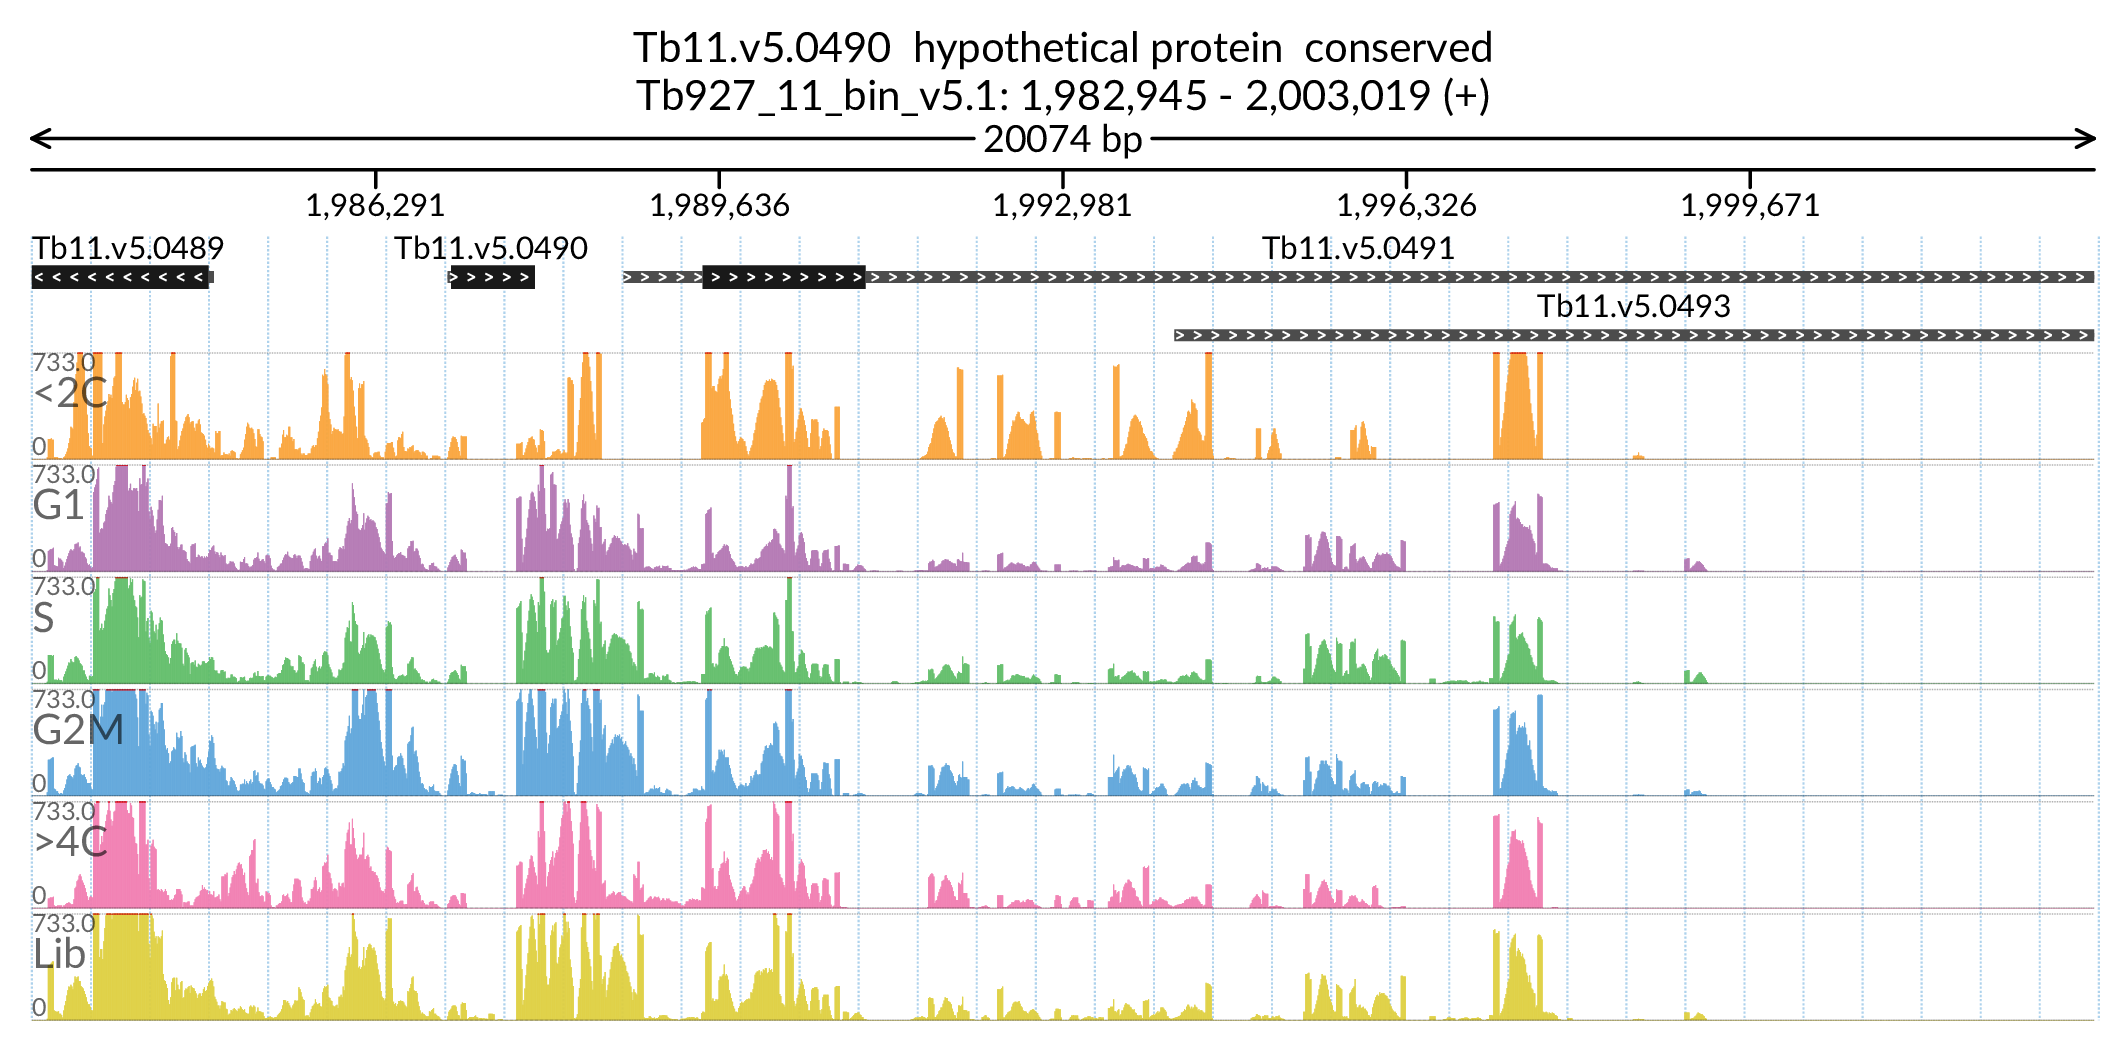 Tb11.v5.0490 hypothetical protein conserved
Tb927_11_bin_v5.1: 1,982,945 - 2,003,019 (+)
20074 bp
1,986,291 1,989,636 1,992,981 1,996,326 1,999,671
Tb11.v5.0489 Tb11.v5.0490 Tb11.v5.0491
Tb11.v5.0493
733.0
<2C
0
733.0
G1
0
733.0
S
0
733.0
G2M
0
733.0
>4C
0
733.0
Lib
0